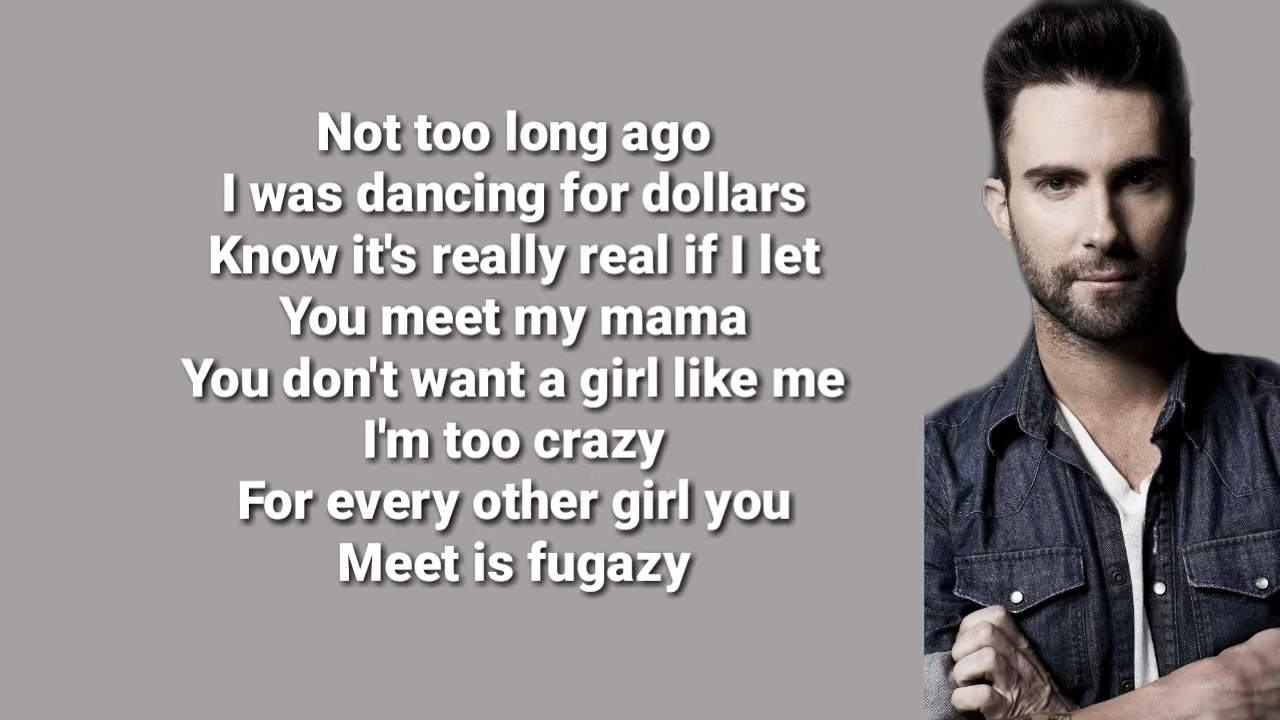 Not too long ago
I was dancing for dollars
Know it's really real if I let
You meet my mama
You don't want a girl like me
I'm too crazy
For every other girl you
Meet is fugazy